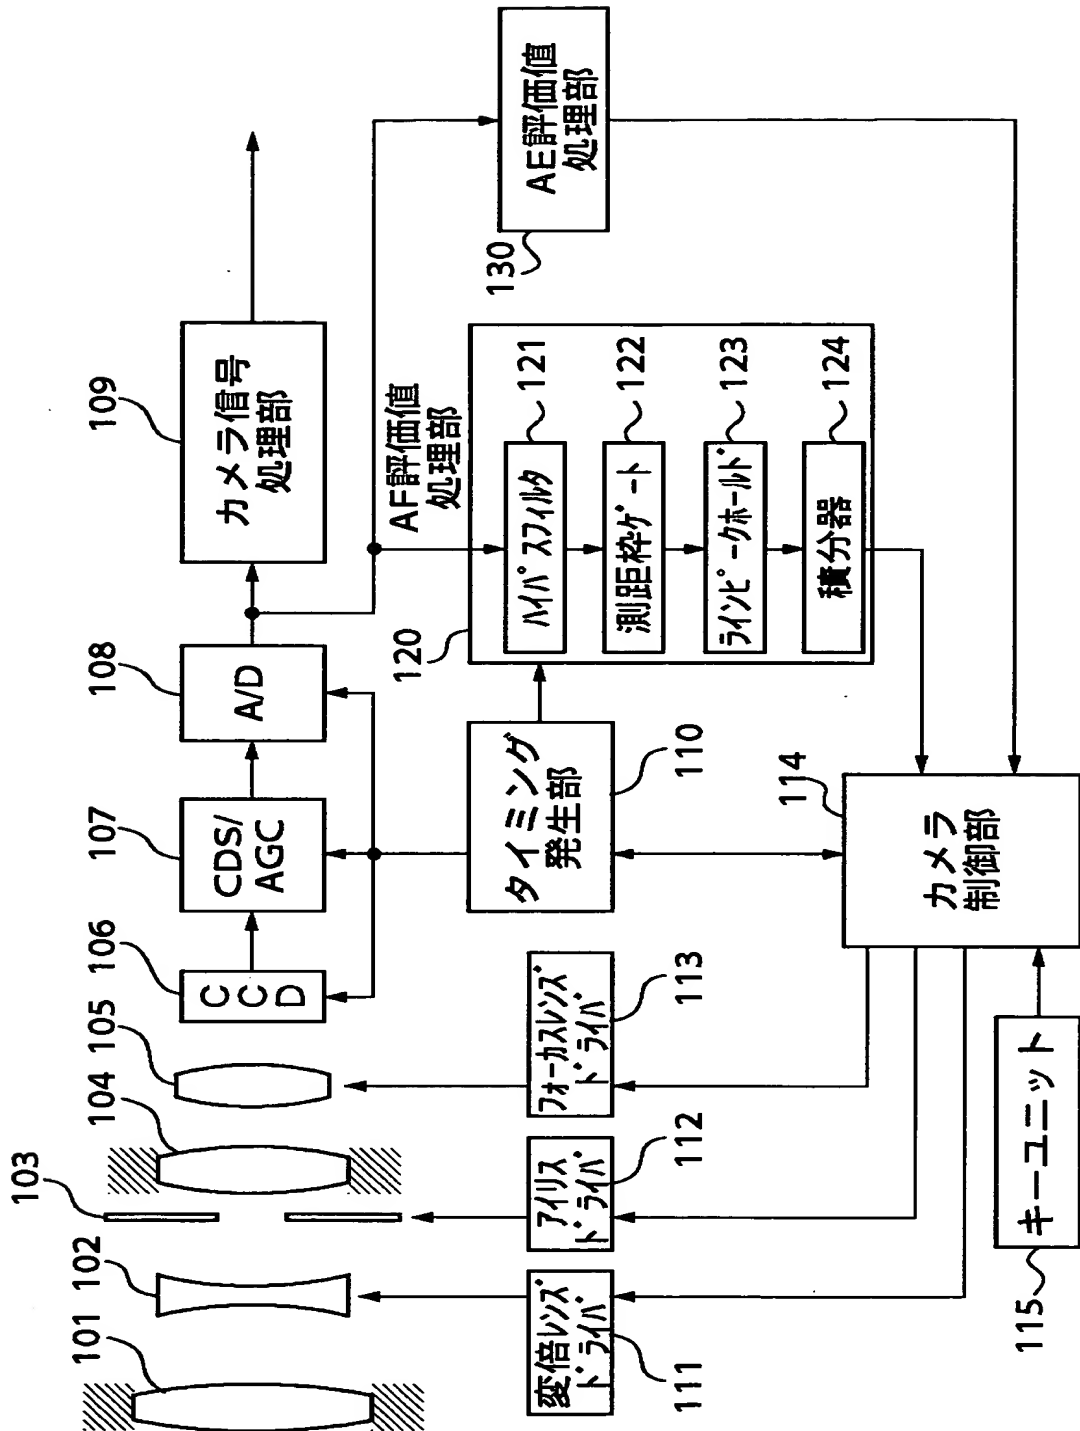 101
102
103
104
105
106
CCD
107
CDS/
AGC
108
A/D
109
カメラ信号
処理部
変倍レンズ
ドライバ
111
アイリス
ドライバ
112
フォーカスレンズ
ドライバ
113
タイミング
発生部
110
AF評価値
処理部
120
ハイパスフィルタ
121
測距枠ゲート
122
ラインピークホールド
123
積分器
124
AE評価値
処理部
130
カメラ
制御部
114
キーユニット
115